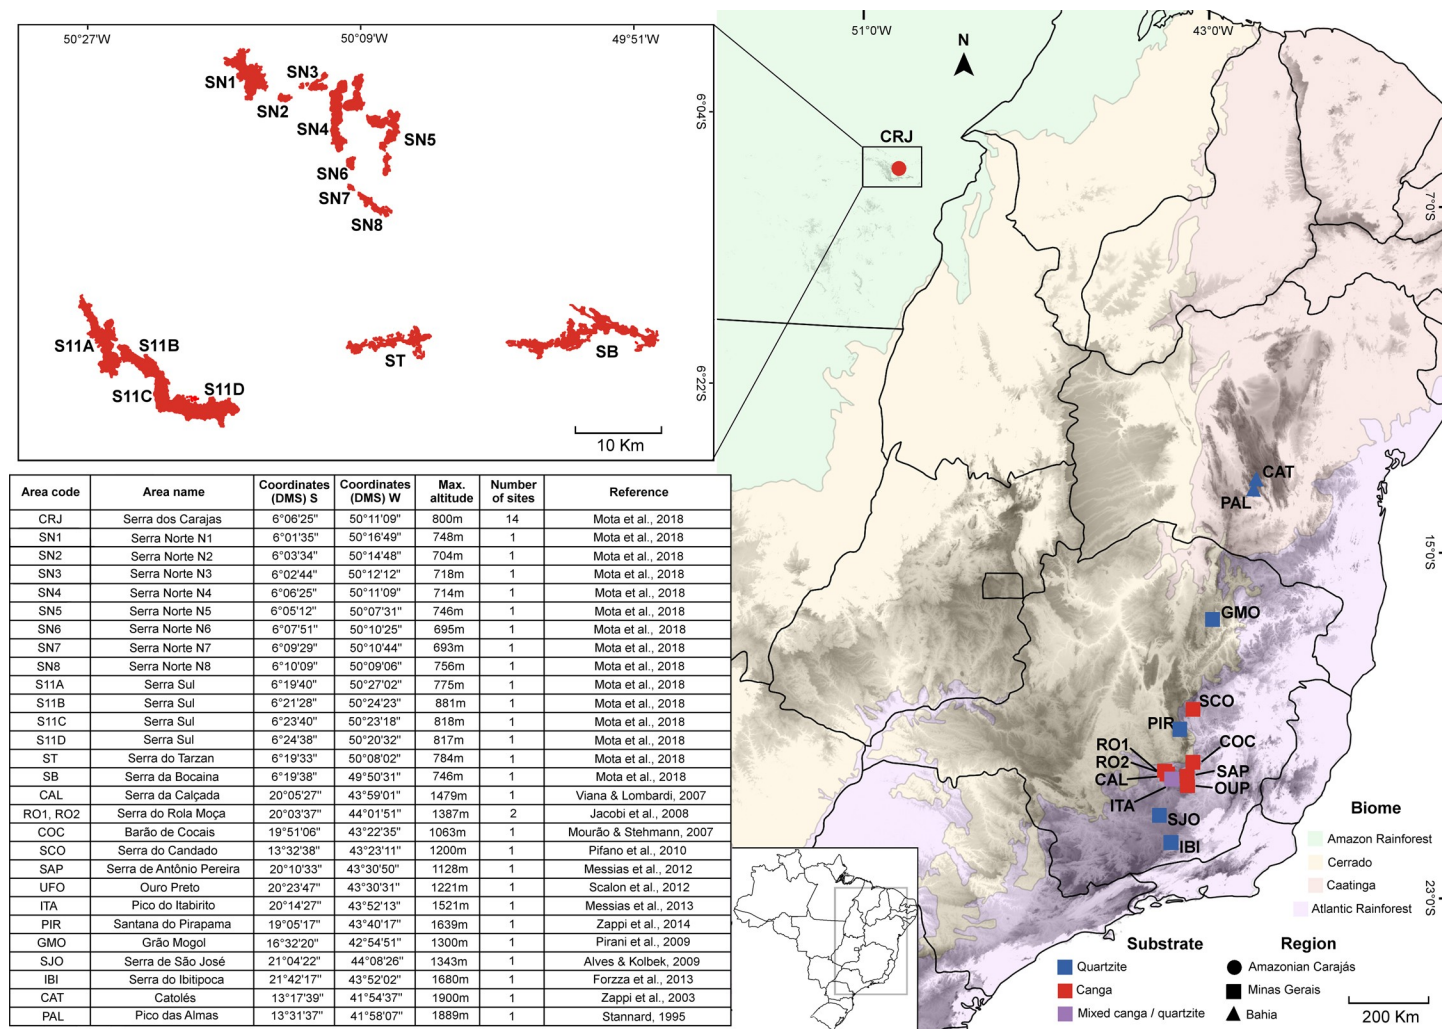 50°27'W
50°09'W
49°51'W
6°04'S
6°22'S
SN1
SN2
SN3
SN4
SN5
SN6
SN7
SN8
S11A
S11B
S11C
S11D
ST
SB
10 Km
51°0'W
43°0'W
N
7°0'S
15°0'S
23°0'S
CRJ
CAT
PAL
GMO
SCO
PIR
RO1
RO2
CAL
ITA
COC
SAP
OUP
SJO
IBI
Area code Area name Coordinates (DMS) S Coordinates (DMS) W Max. altitude Number of sites Reference
CRJ Serra dos Carajas 6°06'25" 50°11'09" 800m 14 Mota et al., 2018
SN1 Serra Norte N1 6°01'35" 50°16'49" 748m 1 Mota et al., 2018
SN2 Serra Norte N2 6°03'34" 50°14'48" 704m 1 Mota et al., 2018
SN3 Serra Norte N3 6°02'44" 50°12'12" 718m 1 Mota et al., 2018
SN4 Serra Norte N4 6°06'25" 50°11'09" 714m 1 Mota et al., 2018
SN5 Serra Norte N5 6°05'12" 50°07'31" 746m 1 Mota et al., 2018
SN6 Serra Norte N6 6°07'51" 50°10'25" 695m 1 Mota et al., 2018
SN7 Serra Norte N7 6°09'29" 50°10'44" 693m 1 Mota et al., 2018
SN8 Serra Norte N8 6°10'09" 50°09'06" 756m 1 Mota et al., 2018
S11A Serra Sul 6°19'40" 50°27'02" 775m 1 Mota et al., 2018
S11B Serra Sul 6°21'28" 50°24'23" 881m 1 Mota et al., 2018
S11C Serra Sul 6°23'40" 50°23'18" 818m 1 Mota et al., 2018
S11D Serra Sul 6°24'38" 50°20'32" 817m 1 Mota et al., 2018
ST Serra do Tarzan 6°19'33" 50°08'02" 784m 1 Mota et al., 2018
SB Serra da Bocaina 6°19'38" 49°50'31" 746m 1 Mota et al., 2018
CAL Serra da Calçada 20°05'27" 43°59'01" 1479m 1 Viana & Lombardi, 2007
RO1, RO2 Serra do Rola Moça 20°03'37" 44°01'51" 1387m 2 Jacobi et al., 2008
COC Barão de Cocais 19°51'06" 43°22'35" 1063m 1 Mourão & Stehmann, 2007
SCO Serra do Candado 13°32'38" 43°23'11" 1200m 1 Pifano et al., 2010
SAP Serra de Antônio Pereira 20°10'33" 43°30'50" 1128m 1 Messias et al., 2012
UFO Ouro Preto 20°23'47" 43°30'31" 1221m 1 Scalon et al., 2012
ITA Pico do Itabirito 20°14'27" 43°52'13" 1521m 1 Messias et al., 2013
PIR Santana do Pirapama 19°05'17" 43°40'17" 1639m 1 Zappi et al., 2014
GMO Grão Mogol 16°32'20" 42°54'51" 1300m 1 Pirani et al., 2009
SJO Serra de São José 21°04'22" 44°08'26" 1343m 1 Alves & Kolbek, 2009
IBI Serra do Ibitipoca 21°42'17" 43°52'02" 1680m 1 Forzza et al., 2013
CAT Catolés 13°17'39" 41°54'37" 1900m 1 Zappi et al., 2003
PAL Pico das Almas 13°31'37" 41°58'07" 1889m 1 Stannard, 1995
Biome
Amazon Rainforest
Cerrado
Caatinga
Atlantic Rainforest
Substrate
Quartzite
Canga
Mixed canga / quartzite
Region
Amazonian Carajás
Minas Gerais
Bahia
200 Km